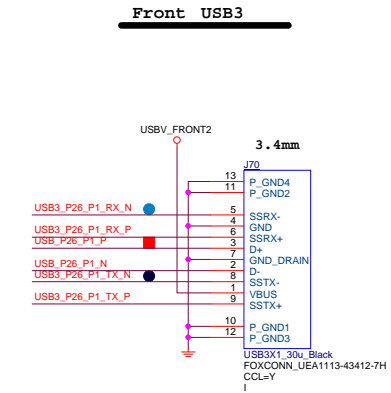 Front USB3
USBV_FRONT2
3.4mm
J70
13 P_GND4
11 P_GND2
USB3_P26_P1_RX_N 5 SSRX-
4 GND
USB3_P26_P1_RX_P 6 SSRX+
USB_P26_P1_P 3 D+
7 GND_DRAIN
USB_P26_P1_N 2 D-
USB3_P26_P1_TX_N 8 SSTX-
1 VBUS
USB3_P26_P1_TX_P 9 SSTX+
10 P_GND1
12 P_GND3
USB3X1_30u_Black
FOXCONN_UEA1113-43412-7H
CCL=Y
I